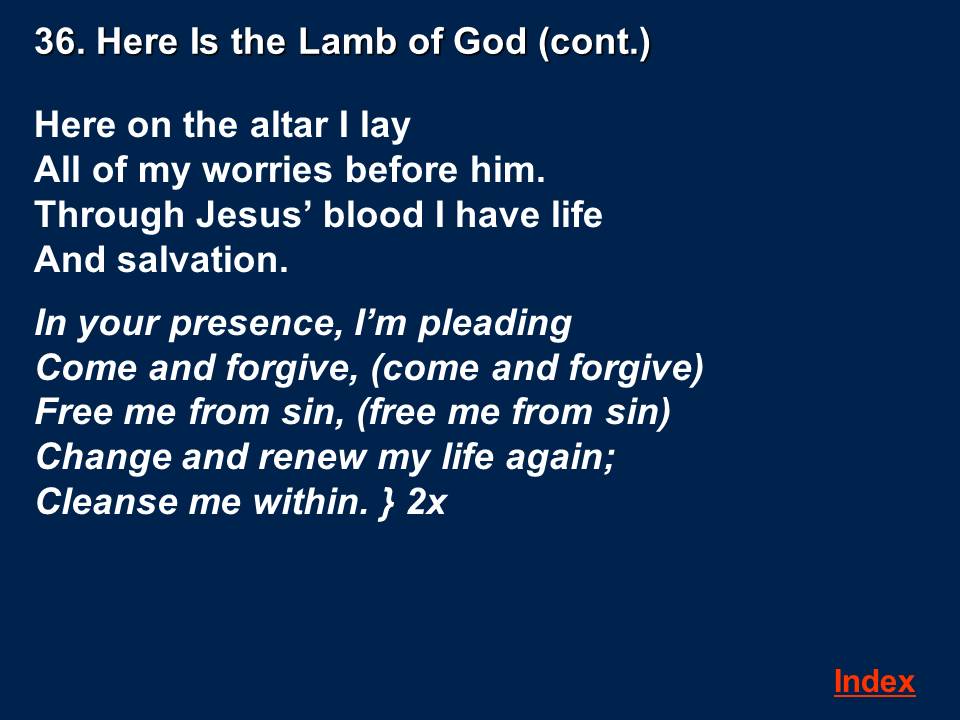 36. Here Is the Lamb of God (cont.)
Here on the altar I lay
All of my worries before him.
Through Jesus’ blood I have life
And salvation.
In your presence, I’m pleading
Come and forgive, (come and forgive)
Free me from sin, (free me from sin)
Change and renew my life again;
Cleanse me within. } 2x
Index